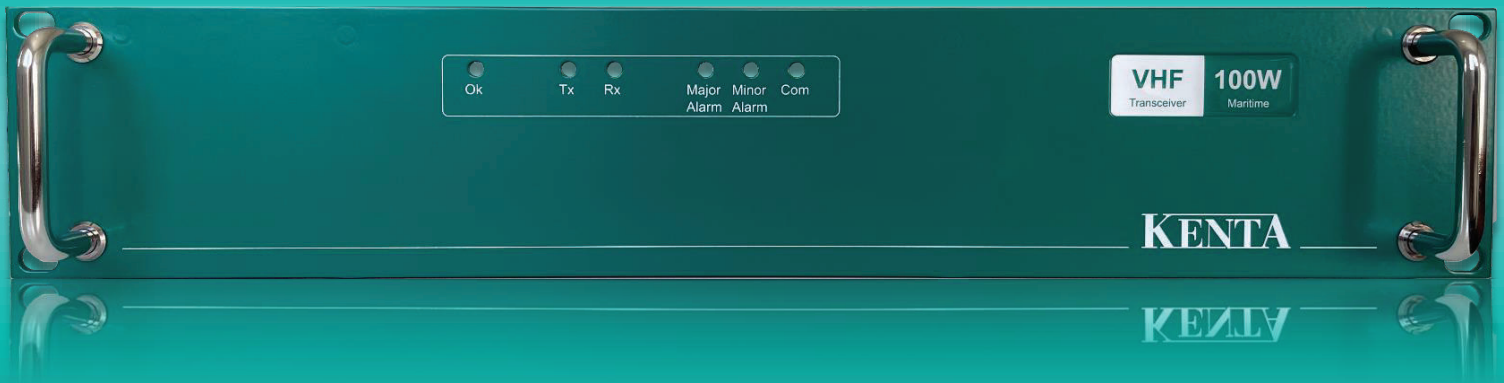 Ok Tx Rx Major Alarm Minor Alarm Com
VHF Transceiver
100W Maritime
KENTA